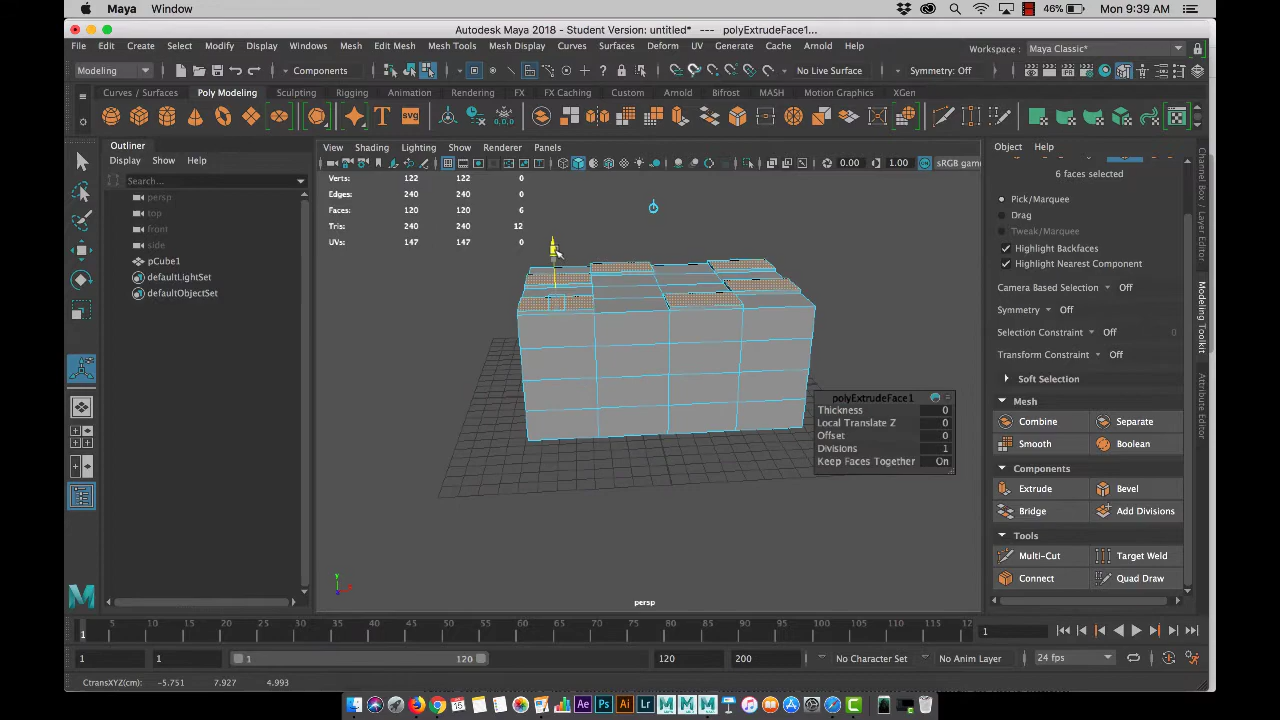 Maya Window 46% Mon 9:39 AM
Autodesk Maya 2018 - Student Version: untitled* --- polyExtrudeFace1...
File Edit Create Select Modify Display Windows Mesh Edit Mesh Mesh Tools Mesh Display Curves Surfaces Deform UV Generate Cache Arnold Help Workspace : Maya Classic*
Modeling Components No Live Surface Symmetry: Off
Curves / Surfaces Poly Modeling Sculpting Rigging Animation Rendering FX FX Caching Custom Arnold Bifrost MASH Motion Graphics XGen
T svg 0,0,0
Outliner
Display Show Help
Search...
persp
top
front
side
pCube1
defaultLightSet
defaultObjectSet
View Shading Lighting Show Renderer Panels
0.00 1.00 sRGB gam
Verts: 122 122 0
Edges: 240 240 0
Faces: 120 120 6
Tris: 240 240 12
UVs: 147 147 0
polyExtrudeFace1
Thickness 0
Local Translate Z 0
Offset 0
Divisions 1
Keep Faces Together On
persp
Object Help
6 faces selected
Pick/Marquee
Drag
Tweak/Marquee
Highlight Backfaces
Highlight Nearest Component
Camera Based Selection Off
Symmetry Off
Selection Constraint Off 0
Transform Constraint Off
Soft Selection
Mesh
Combine Separate
Smooth Boolean
Components
Extrude Bevel
Bridge Add Divisions
Tools
Multi-Cut Target Weld
Connect Quad Draw
Channel Box / Layer Editor
Modeling Toolkit
Attribute Editor
1 5 10 15 20 25 30 35 40 45 50 55 60 65 70 75 80 85 90 95 100 105 110 115 12 1
1 1 1 120 120 200 No Character Set No Anim Layer 24 fps
CtransXYZ(cm): -5.751 7.927 4.993
Ae Ps Ai Lr